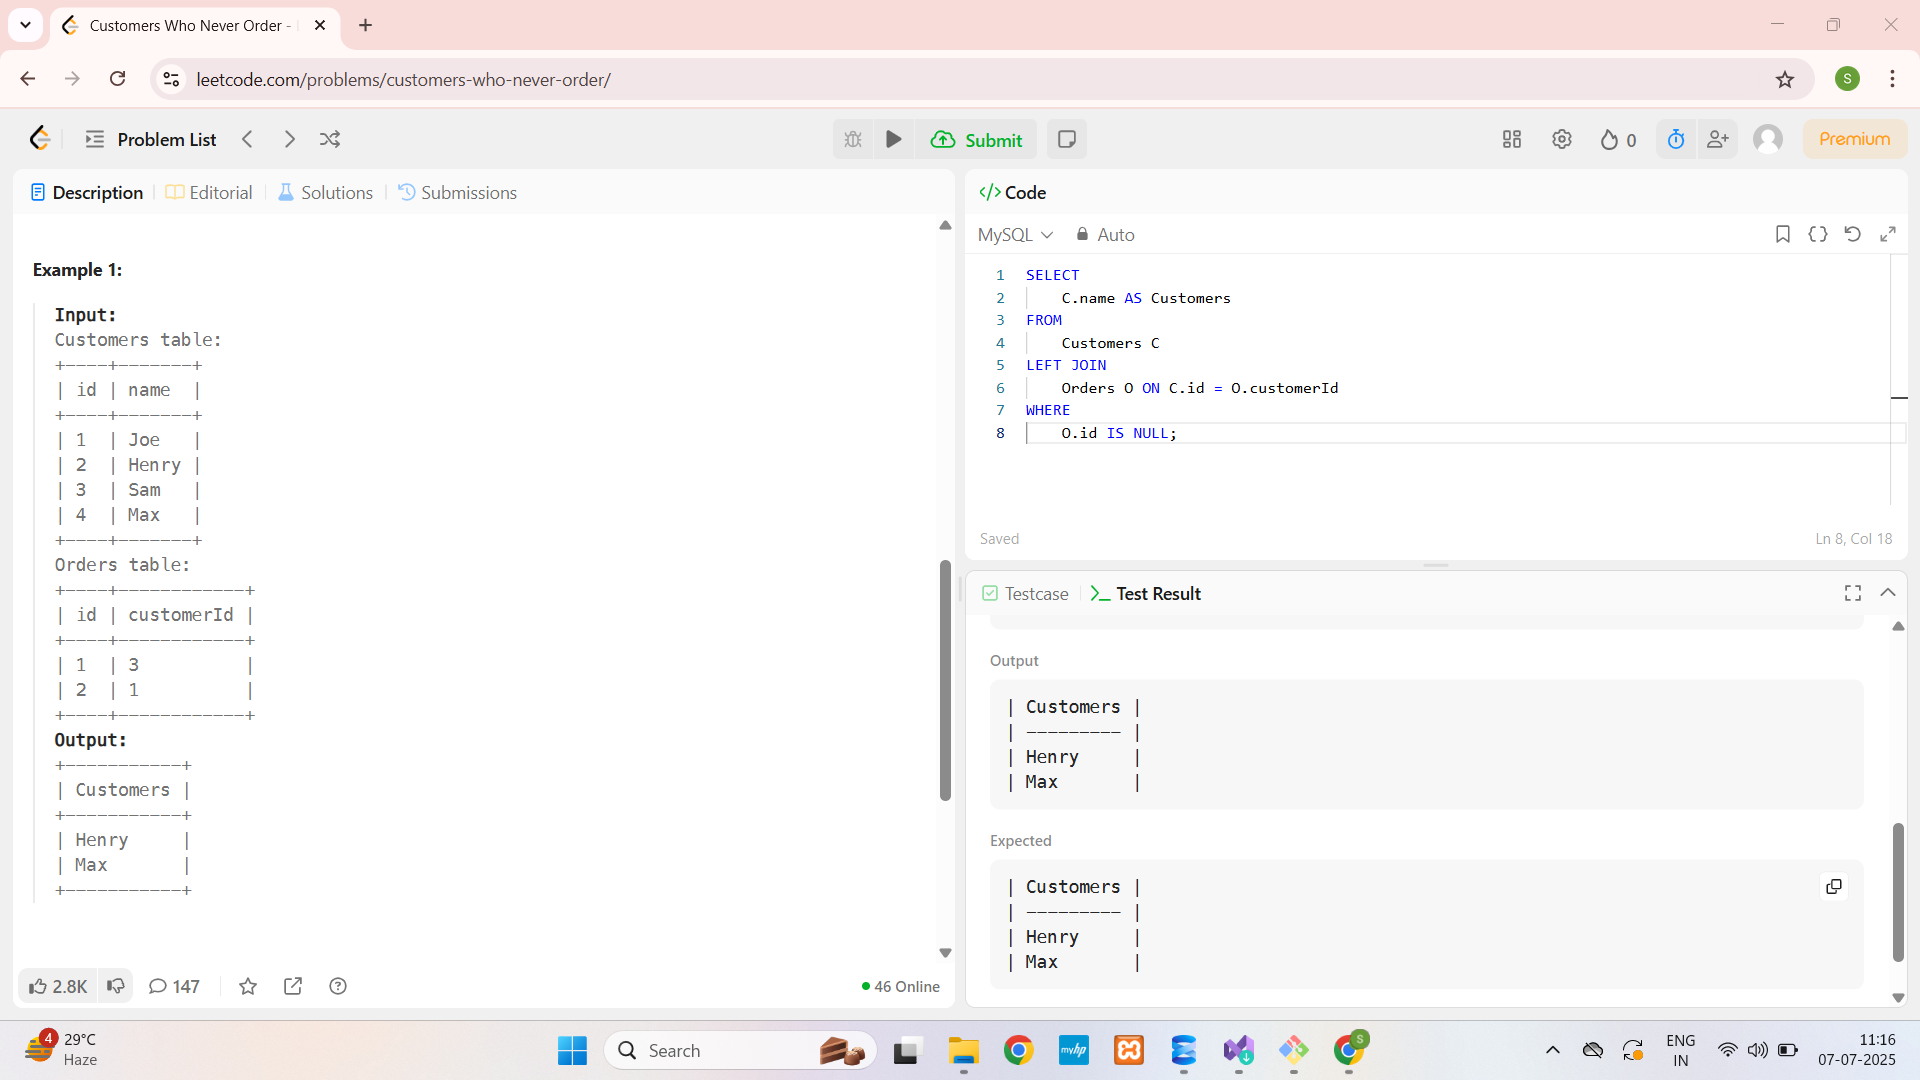 Customers Who Never Order -
leetcode.com/problems/customers-who-never-order/
S
Problem List
Submit
0
Premium
Description
Editorial
Solutions
Submissions
Example 1:
Input:
Customers table:
+----+-------+
| id | name  |
+----+-------+
| 1  | Joe   |
| 2  | Henry |
| 3  | Sam   |
| 4  | Max   |
+----+-------+
Orders table:
+----+------------+
| id | customerId |
+----+------------+
| 1  | 3          |
| 2  | 1          |
+----+------------+
Output:
+-----------+
| Customers |
+-----------+
| Henry     |
| Max       |
+-----------+
2.8K
147
46 Online
</> Code
MySQL
Auto
1 SELECT
2     C.name AS Customers
3 FROM
4     Customers C
5 LEFT JOIN
6     Orders O ON C.id = O.customerId
7 WHERE
8     O.id IS NULL;
Saved
Ln 8, Col 18
Testcase
Test Result
Output
| Customers |
| --------- |
| Henry     |
| Max       |
Expected
| Customers |
| --------- |
| Henry     |
| Max       |
4
29°C
Haze
Search
myhp
S
ENG
IN
11:16
07-07-2025